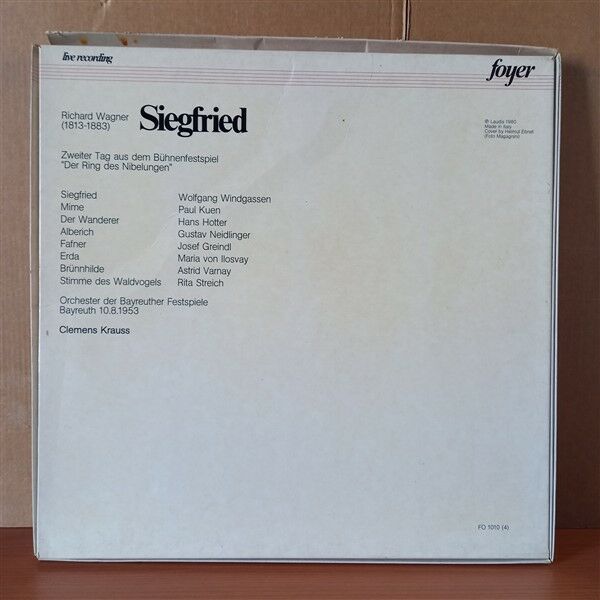 live recording
foyer
Richard Wagner
(1813-1883)
Siegfried
℗ Laudis 1980
Made in Italy
Cover by Helmut Ebnet
(Foto Magagnini)
Zweiter Tag aus dem Bühnenfestspiel
"Der Ring des Nibelungen"
Siegfried Wolfgang Windgassen
Mime Paul Kuen
Der Wanderer Hans Hotter
Alberich Gustav Neidlinger
Fafner Josef Greindl
Erda Maria von Ilosvay
Brünnhilde Astrid Varnay
Stimme des Waldvogels Rita Streich
Orchester der Bayreuther Festspiele
Bayreuth 10.8.1953
Clemens Krauss
FO 1010 (4)